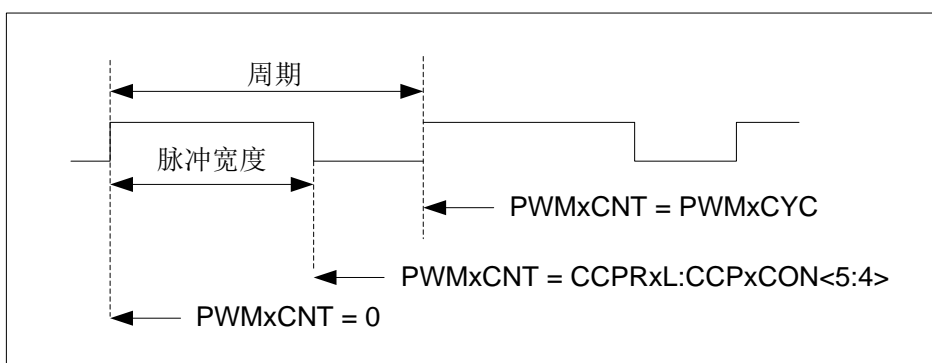 周期
脉冲宽度
PWMxCNT = PWMxCYC
PWMxCNT = CCPRxL:CCPxCON<5:4>
PWMxCNT = 0